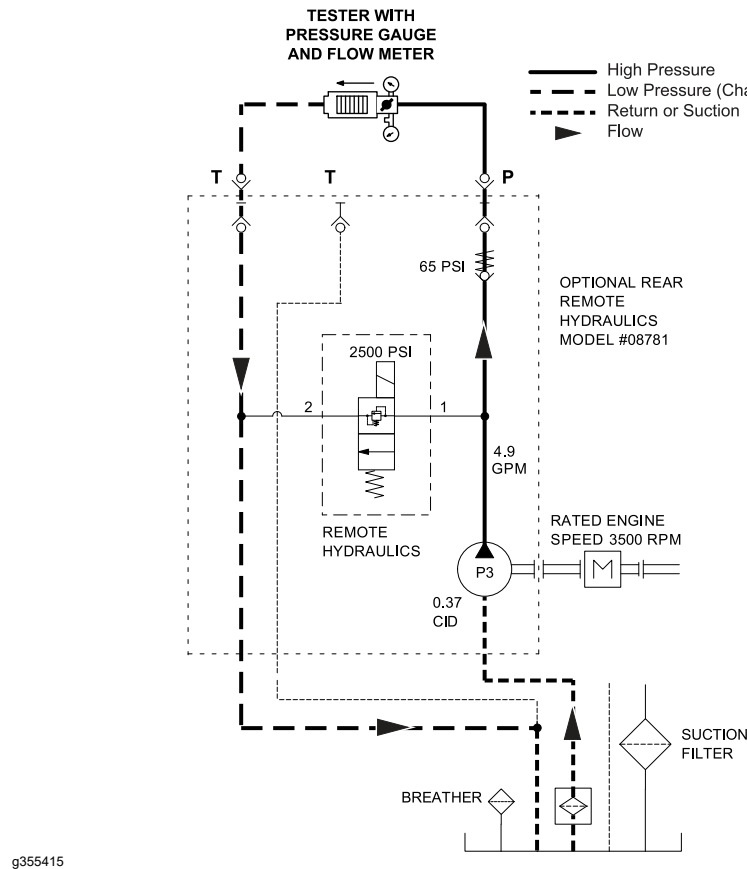 TESTER WITH
PRESSURE GAUGE
AND FLOW METER
High Pressure
Low Pressure (Cha
Return or Suction
Flow
T
T
P
65 PSI
OPTIONAL REAR
REMOTE
HYDRAULICS
MODEL #08781
2500 PSI
2
1
4.9
GPM
REMOTE
HYDRAULICS
RATED ENGINE
SPEED 3500 RPM
P3
M
0.37
CID
SUCTION
FILTER
BREATHER
g355415